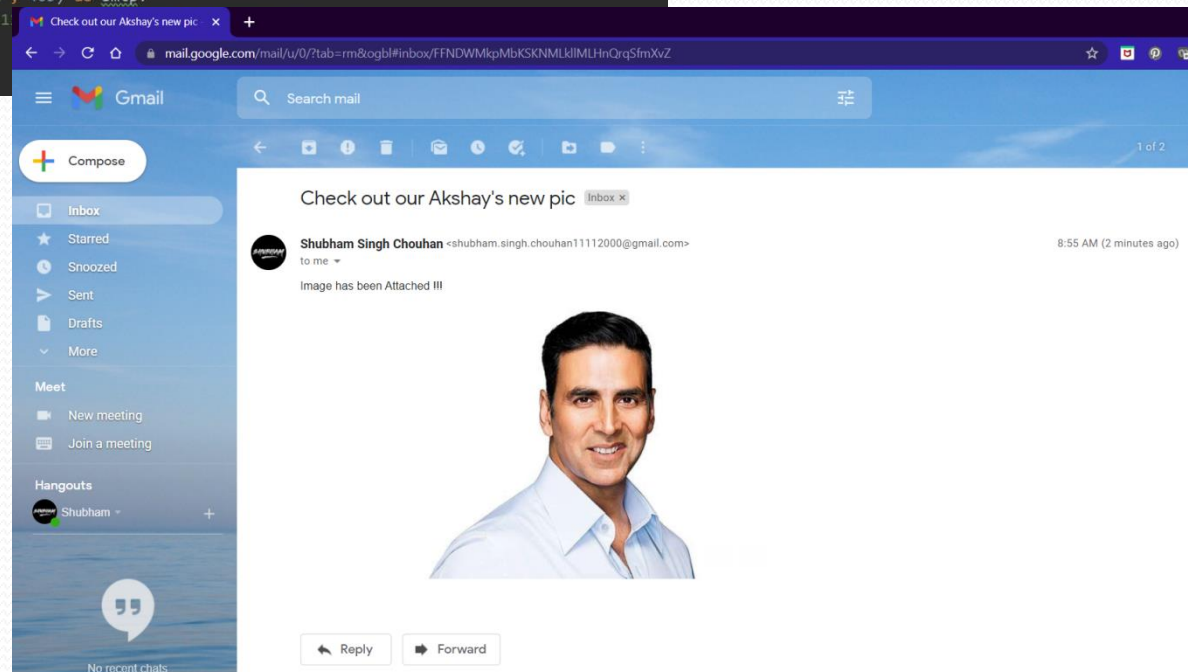 Check out our Akshay's new pic
mail.google.com/mail/u/0/?tab=rm&ogbl#inbox/FFNDWMkpMbKSKNMLkllMLHnQrqSfmXvZ
Gmail
Search mail
Compose
1 of 2
Inbox
Starred
Snoozed
Sent
Drafts
More
Meet
New meeting
Join a meeting
Hangouts
Shubham
No recent chats
Check out our Akshay's new pic Inbox ×
Shubham Singh Chouhan <shubham.singh.chouhan11112000@gmail.com>
8:55 AM (2 minutes ago)
to me
Image has been Attached !!!
Reply
Forward